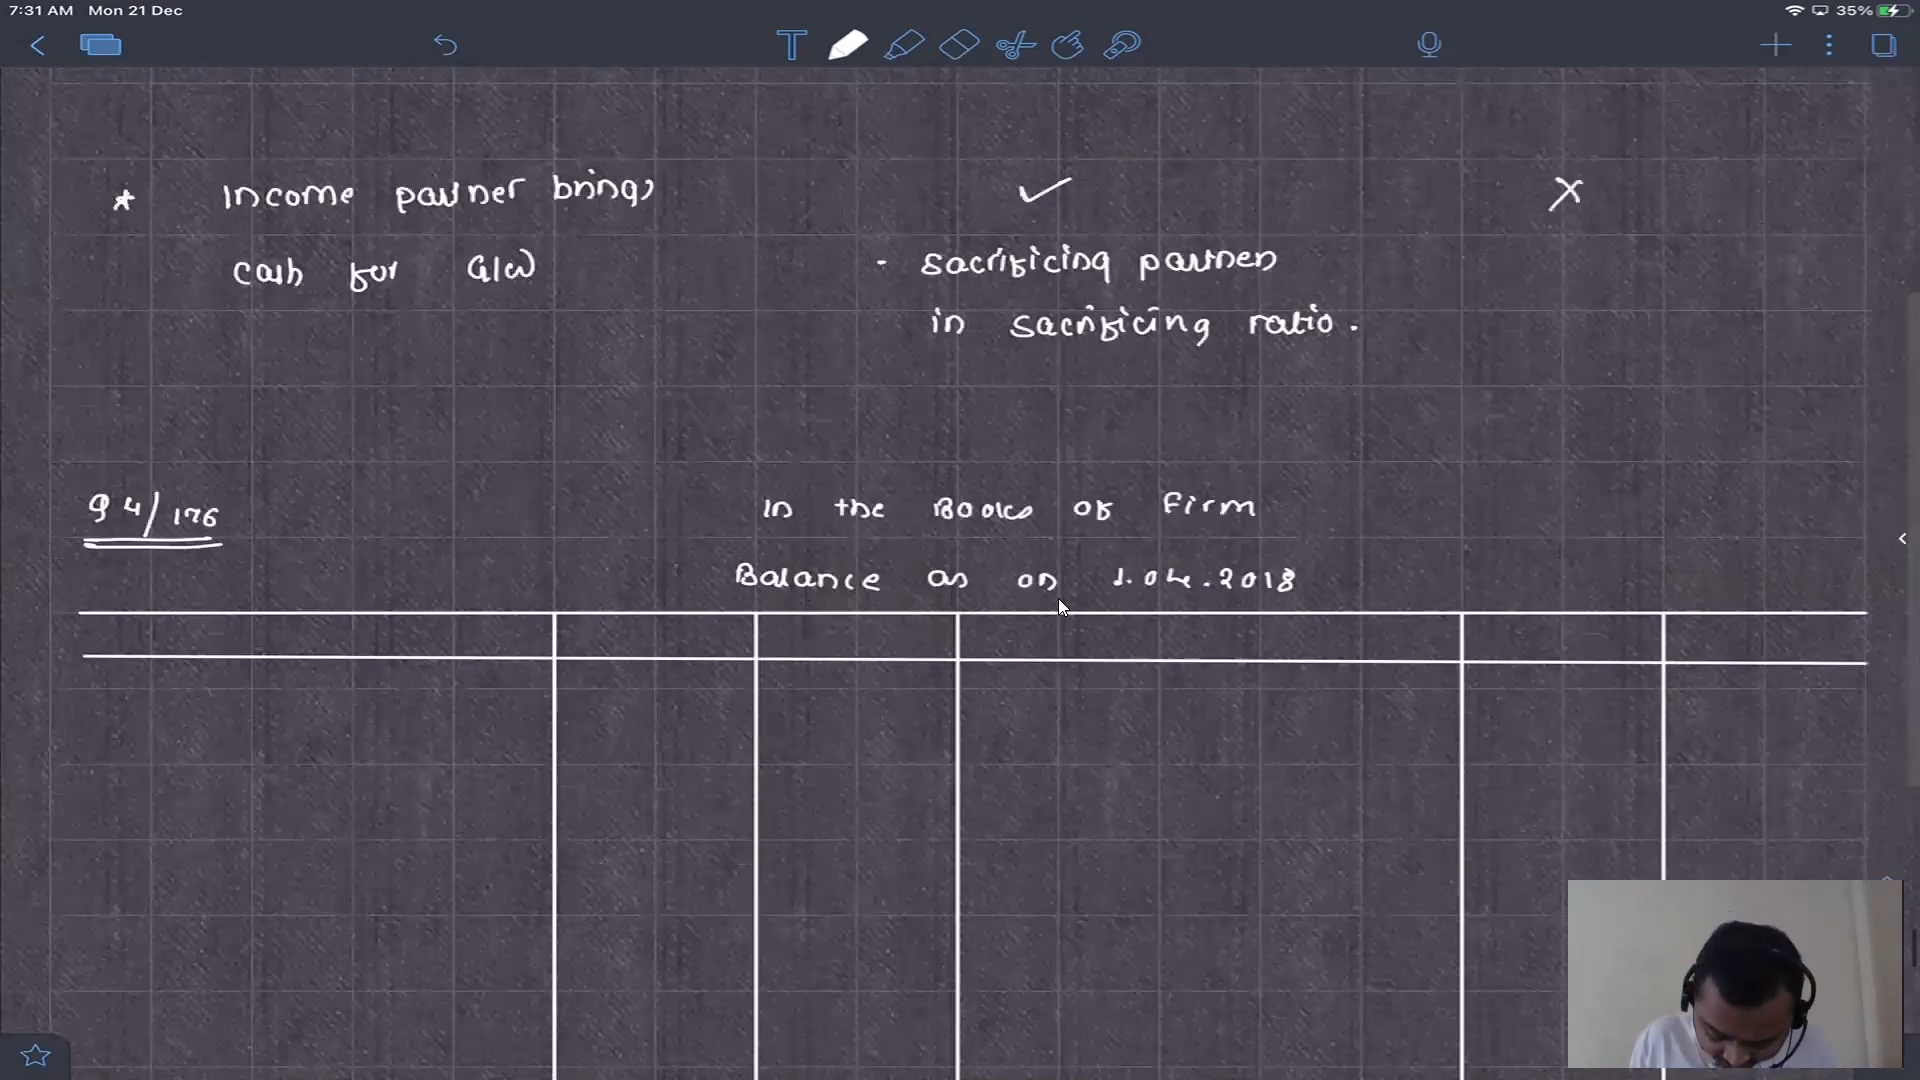 7:31 AM Mon 21 Dec
35%
T
* Income partner brings
cash for G/W
✓
X
- sacrificing partners
in sacrificing ratio.
Q 4/176
In the Books of Firm
Balance as on 1.04.2018